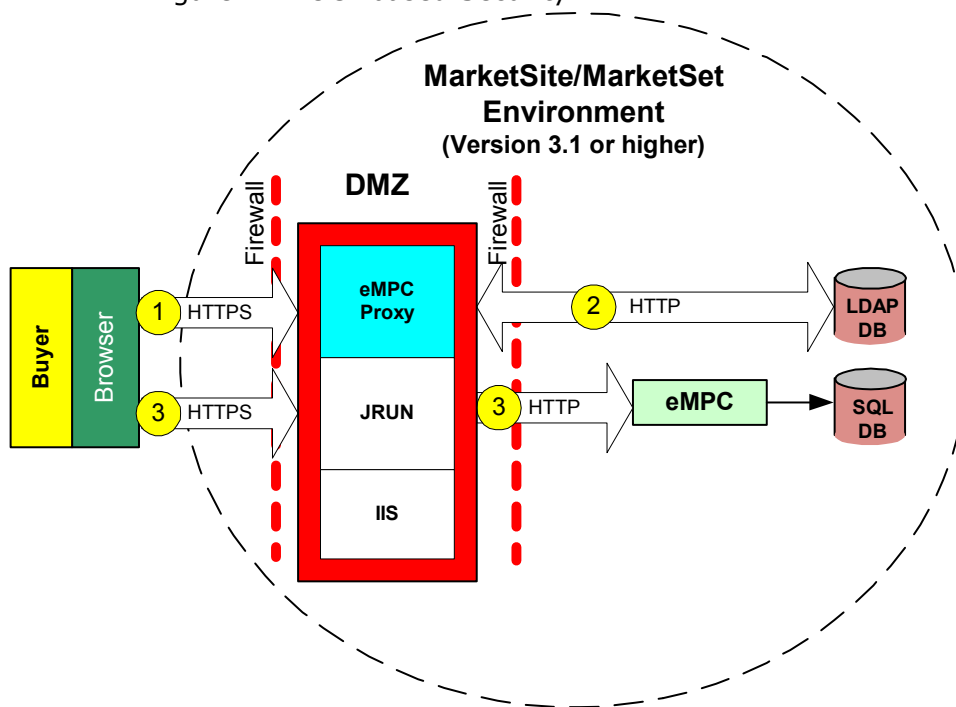 MarketSite/MarketSet
Environment
(Version 3.1 or higher)
DMZ
Firewall
Firewall
Buyer
Browser
1
HTTPS
eMPC
Proxy
2
HTTP
LDAP
DB
3
HTTPS
JRUN
3
HTTP
eMPC
SQL
DB
IIS